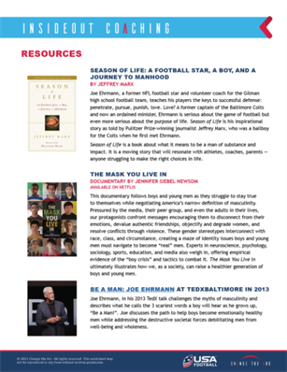 INSIDEOUT COACHING
RESOURCES
SEASON OF LIFE: A FOOTBALL STAR, A BOY, AND A
JOURNEY TO MANHOOD
BY JEFFREY MARX
Joe Ehrmann, a former NFL football star and volunteer coach for the Gilman
high school football team, teaches his players the keys to successful defense:
penetrate, pursue, punish, love. Love? A former captain of the Baltimore Colts
and now an ordained minister, Ehrmann is serious about the game of football but
even more serious about the purpose of life. Season of Life is his inspirational
story as told by Pulitzer Prize-winning journalist Jeffrey Marx, who was a ballboy
for the Colts when he first met Ehrmann.
Season of Life is a book about what it means to be a man of substance and
impact. It is a moving story that will resonate with athletes, coaches, parents —
anyone struggling to make the right choices in life.
SEASON
of
LIFE
JEFFREY MARX
THE MASK YOU LIVE IN
DOCUMENTARY BY JENNIFER SIEBEL NEWSOM
AVAILABLE ON NETFLIX
This documentary follows boys and young men as they struggle to stay true
to themselves while negotiating America's narrow definition of masculinity.
Pressured by the media, their peer group, and even the adults in their lives,
our protagonists confront messages encouraging them to disconnect from their
emotions, devalue authentic friendships, objectify and degrade women, and
resolve conflicts through violence. These gender stereotypes interconnect with
race, class, and circumstance, creating a maze of identity issues boys and young
men must navigate to become "real" men. Experts in neuroscience, psychology,
sociology, sports, education, and media also weigh in, offering empirical
evidence of the "boy crisis" and tactics to combat it. The Mask You Live In
ultimately illustrates how we, as a society, can raise a healthier generation of
boys and young men.
THE MASK
YOU
LIVE IN
BE A MAN: JOE EHRMANN AT TEDXBALTIMORE IN 2013
Joe Ehrmann, in his 2013 TedX talk challenges the myths of masculinity and
describes what he calls the 3 scariest words a boy will hear as he grows up,
"Be a Man!". Joe discusses the path to help boys become emotionally healthy
men while addressing the destructive societal forces debilitating men from
well-being and wholeness.
USA
FOOTBALL